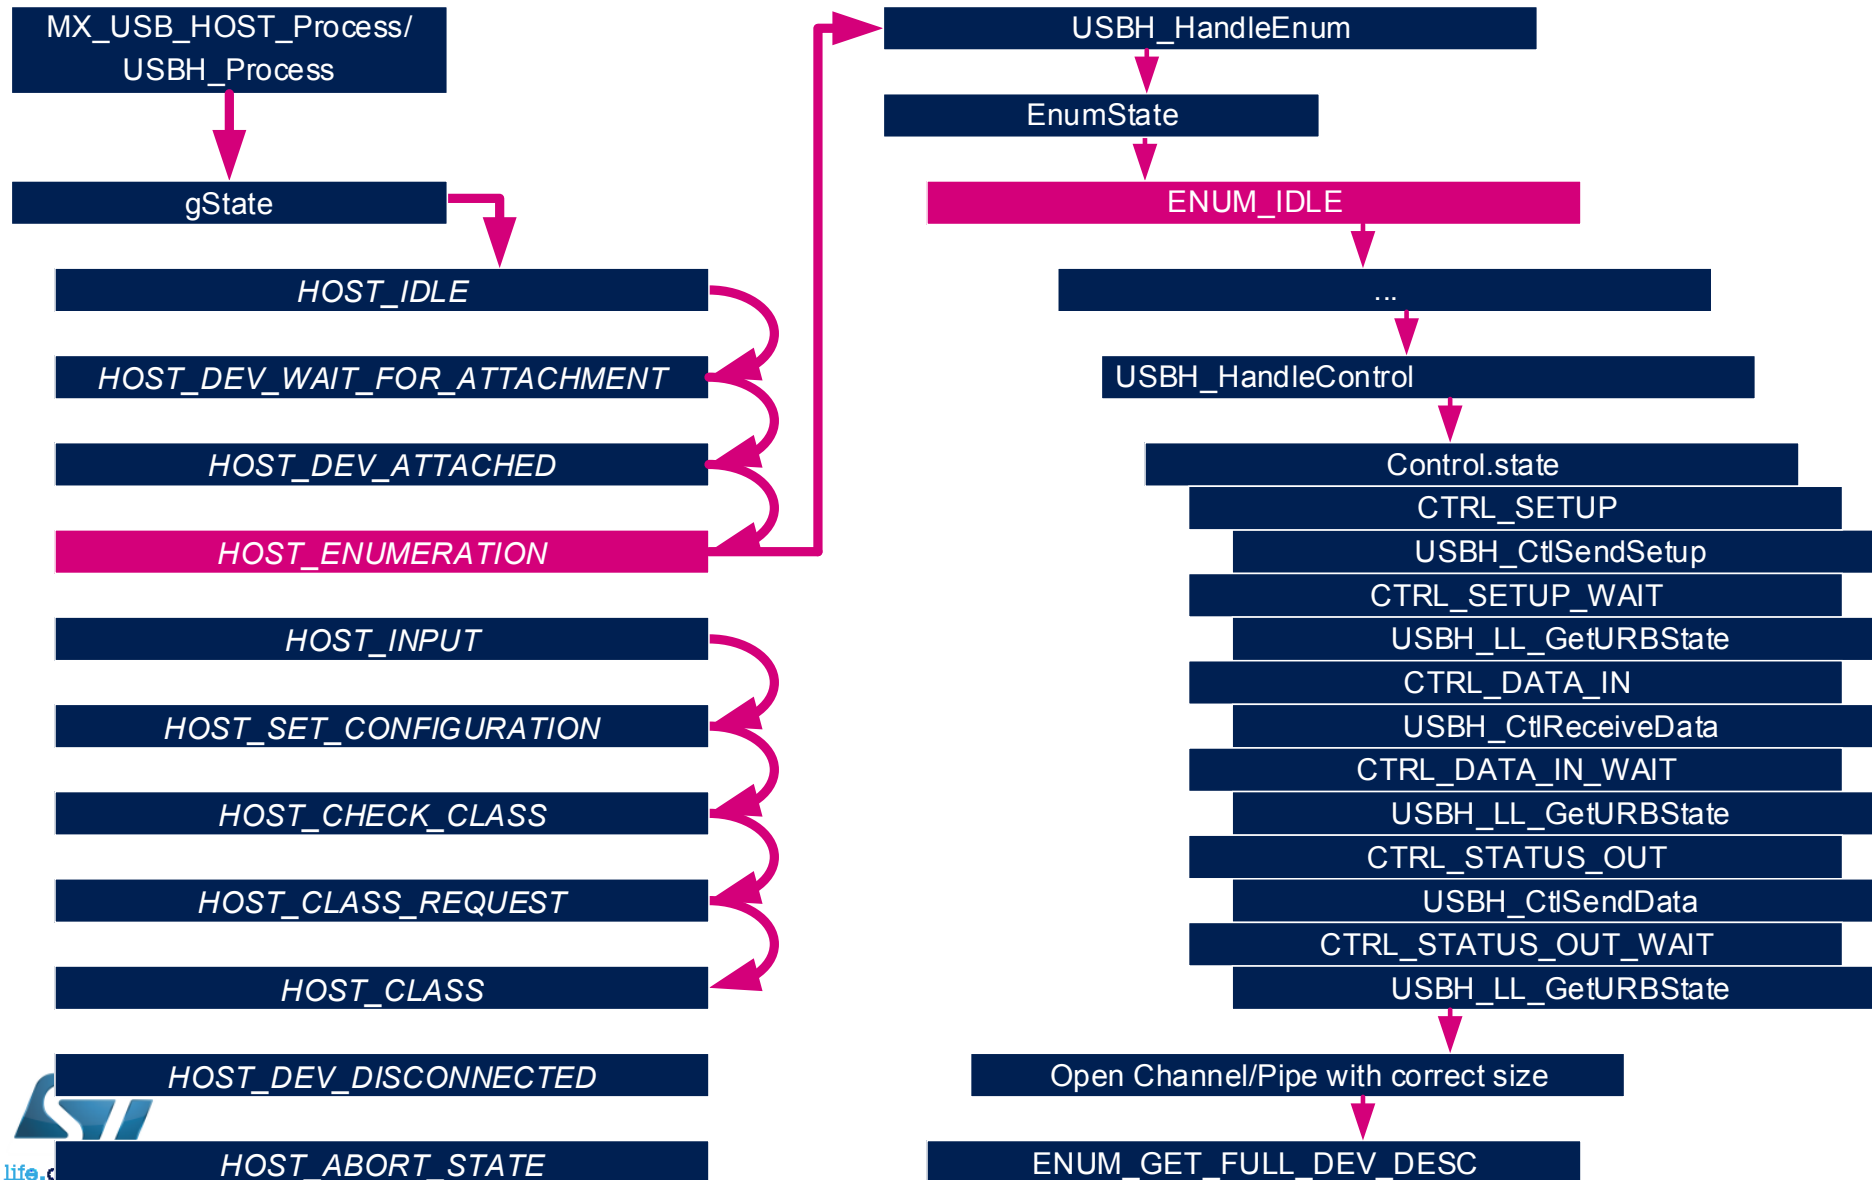 MX_USB_HOST_Process/
USBH_Process
gState
HOST_IDLE
HOST_DEV_WAIT_FOR_ATTACHMENT
HOST_DEV_ATTACHED
HOST_ENUMERATION
HOST_INPUT
HOST_SET_CONFIGURATION
HOST_CHECK_CLASS
HOST_CLASS_REQUEST
HOST_CLASS
HOST_DEV_DISCONNECTED
HOST_ABORT_STATE
life.
USBH_HandleEnum
EnumState
ENUM_IDLE
...
USBH_HandleControl
Control.state
CTRL_SETUP
USBH_CtlSendSetup
CTRL_SETUP_WAIT
USBH_LL_GetURBState
CTRL_DATA_IN
USBH_CtlReceiveData
CTRL_DATA_IN_WAIT
USBH_LL_GetURBState
CTRL_STATUS_OUT
USBH_CtlSendData
CTRL_STATUS_OUT_WAIT
USBH_LL_GetURBState
Open Channel/Pipe with correct size
ENUM_GET_FULL_DEV_DESC